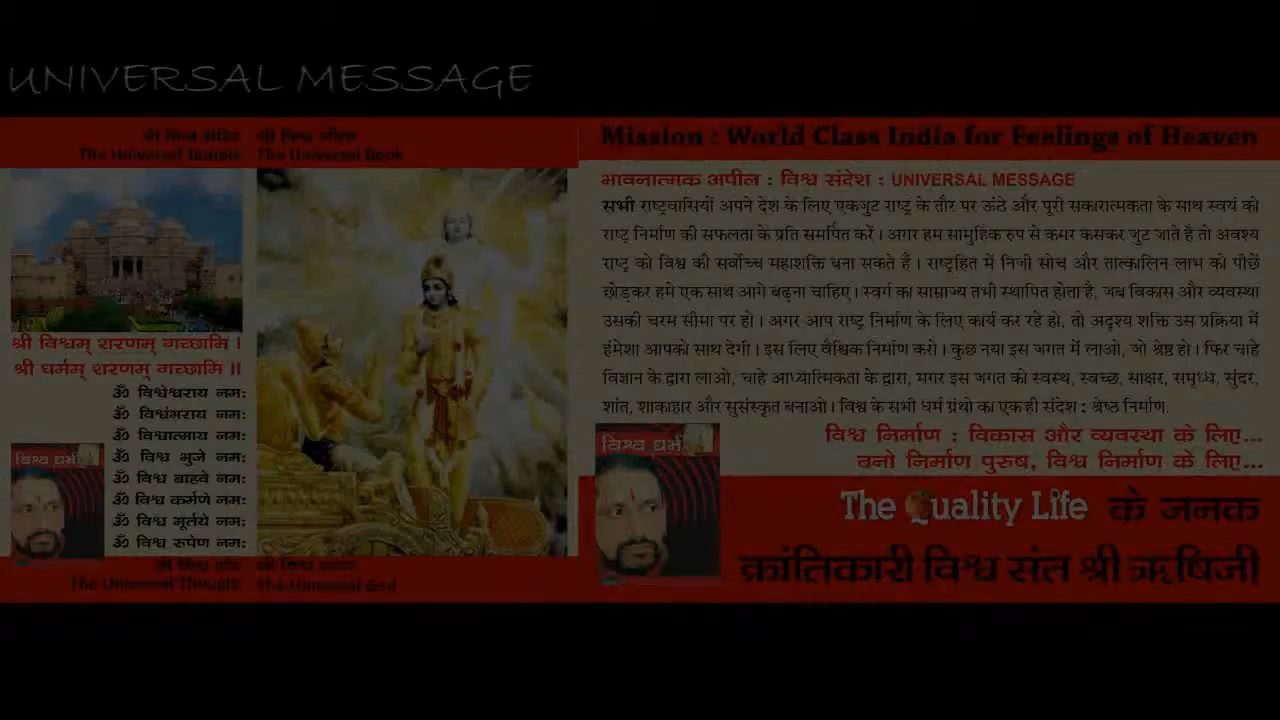 UNIVERSAL MESSAGE
The Universal Temple
The Universal Book
श्री विश्वम् शरणम् गच्छामि ।
श्री धर्मम् शरणम् गच्छामि ॥
ॐ विश्वेश्वराय नमः
ॐ विश्वंभराय नमः
ॐ विश्वात्माय नमः
ॐ विश्व भुजे नमः
ॐ विश्व बाहवे नमः
ॐ विश्व कर्मणे नमः
ॐ विश्व मूर्तये नमः
ॐ विश्व रुपेण नमः
विश्व धर्म
The Universal Thought
The Universal God
Mission : World Class India for Feelings of Heaven
भावनात्मक अपील : विश्व संदेश : UNIVERSAL MESSAGE
सभी राष्ट्रवासियों अपने देश के लिए एकजुट राष्ट्र के तौर पर ऊंठे और पूरी सकारात्मकता के साथ स्वयं को
राष्ट्र निर्माण की सफलता के प्रति समर्पित करें । अगर हम सामुहिक रुप से कमर कसकर जुट जाते है तो अवश्य
राष्ट्र को विश्व की सर्वोच्च महाशक्ति बना सकते हैं । राष्ट्रहित में निजी सोच और तात्कालिन लाभ को पीछें
छोड़कर हमे एक साथ आगे बढ़ना चाहिए । स्वर्ग का साम्राज्य तभी स्थापित होता है, जब विकास और व्यवस्था
उसकी चरम सीमा पर हो । अगर आप राष्ट्र निर्माण के लिए कार्य कर रहे हो, तो अदृश्य शक्ति उस प्रक्रिया में
हंमेशा आपको साथ देगी । इस लिए वैश्विक निर्माण करो । कुछ नया इस जगत में लाओ, जो श्रेष्ठ हो । फिर चाहे
विज्ञान के द्वारा लाओ, चाहे आध्यात्मिकता के द्वारा, मगर इस जगत को स्वस्थ, स्वच्छ, साक्षर, समृध्ध, सुंदर,
शांत, शाकाहार और सुसंस्कृत बनाओ । विश्व के सभी धर्म ग्रंथो का एक ही संदेश : श्रेष्ठ निर्माण.
विश्व निर्माण : विकास और व्यवस्था के लिए...
बनो निर्माण पुरुष, विश्व निर्माण के लिए...
विश्व धर्म
The Quality Life के जनक
क्रांतिकारी विश्व संत श्री ऋषिजी